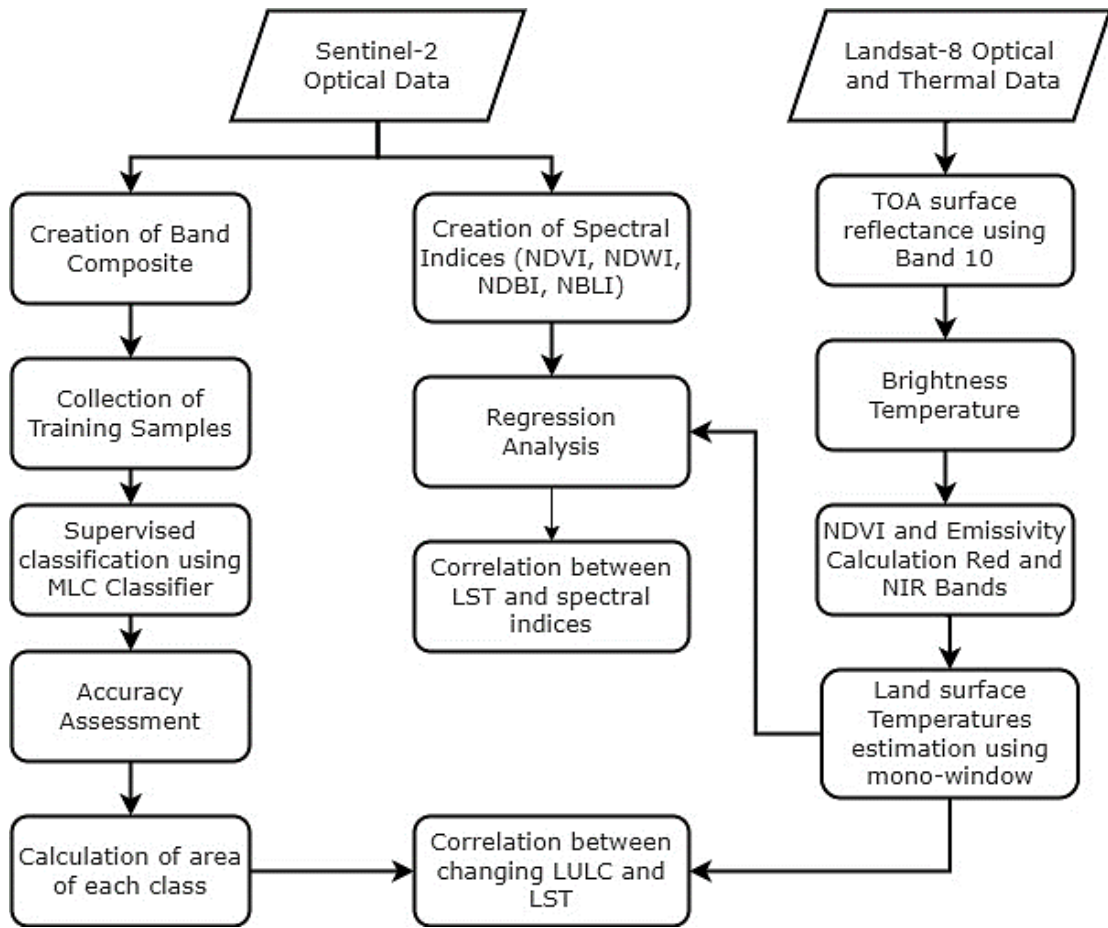 Sentinel-2
Optical Data
Landsat-8 Optical
and Thermal Data
Creation of Band
Composite
Creation of Spectral
Indices (NDVI, NDWI,
NDBI, NBLI)
TOA surface
reflectance using
Band 10
Collection of
Training Samples
Regression
Analysis
Brightness
Temperature
Supervised
classification using
MLC Classifier
Correlation between
LST and spectral
indices
NDVI and Emissivity
Calculation Red and
NIR Bands
Accuracy
Assessment
Land surface
Temperatures
estimation using
mono-window
Calculation of area
of each class
Correlation between
changing LULC and
LST